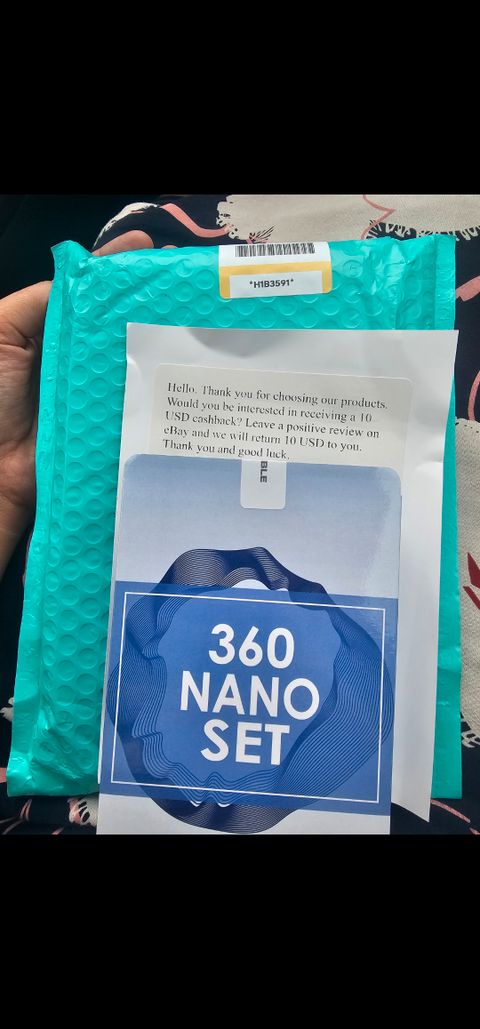 *H1B3591*
Hello. Thank you for choosing our products.
Would you be interested in receiving a 10
USD cashback? Leave a positive review on
eBay and we will return 10 USD to you.
Thank you and good luck.
BLE
360
NANO
SET